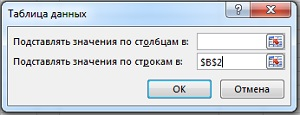 Таблица данных
Подставлять значения по столбцам в:
Подставлять значения по строкам в: $B$2
ОК Отмена